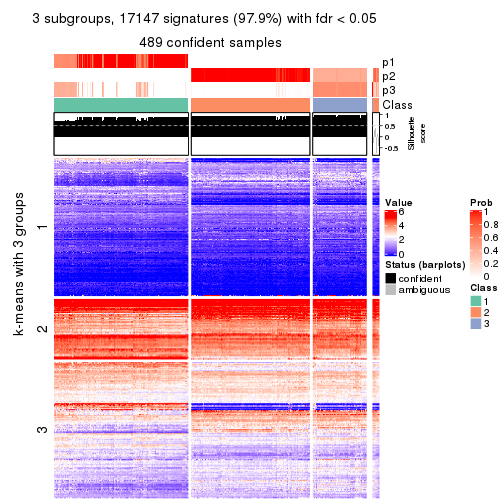 3 subgroups, 17147 signatures (97.9%) with fdr < 0.05
489 confident samples
p1
p2
p3
Class
1
0.5
0
-0.5
Silhouette
score
k-means with 3 groups
1
2
3
Value
6
4
2
0
Status (barplots)
confident
ambiguous
Prob
1
0.8
0.6
0.4
0.2
0
Class
1
2
3